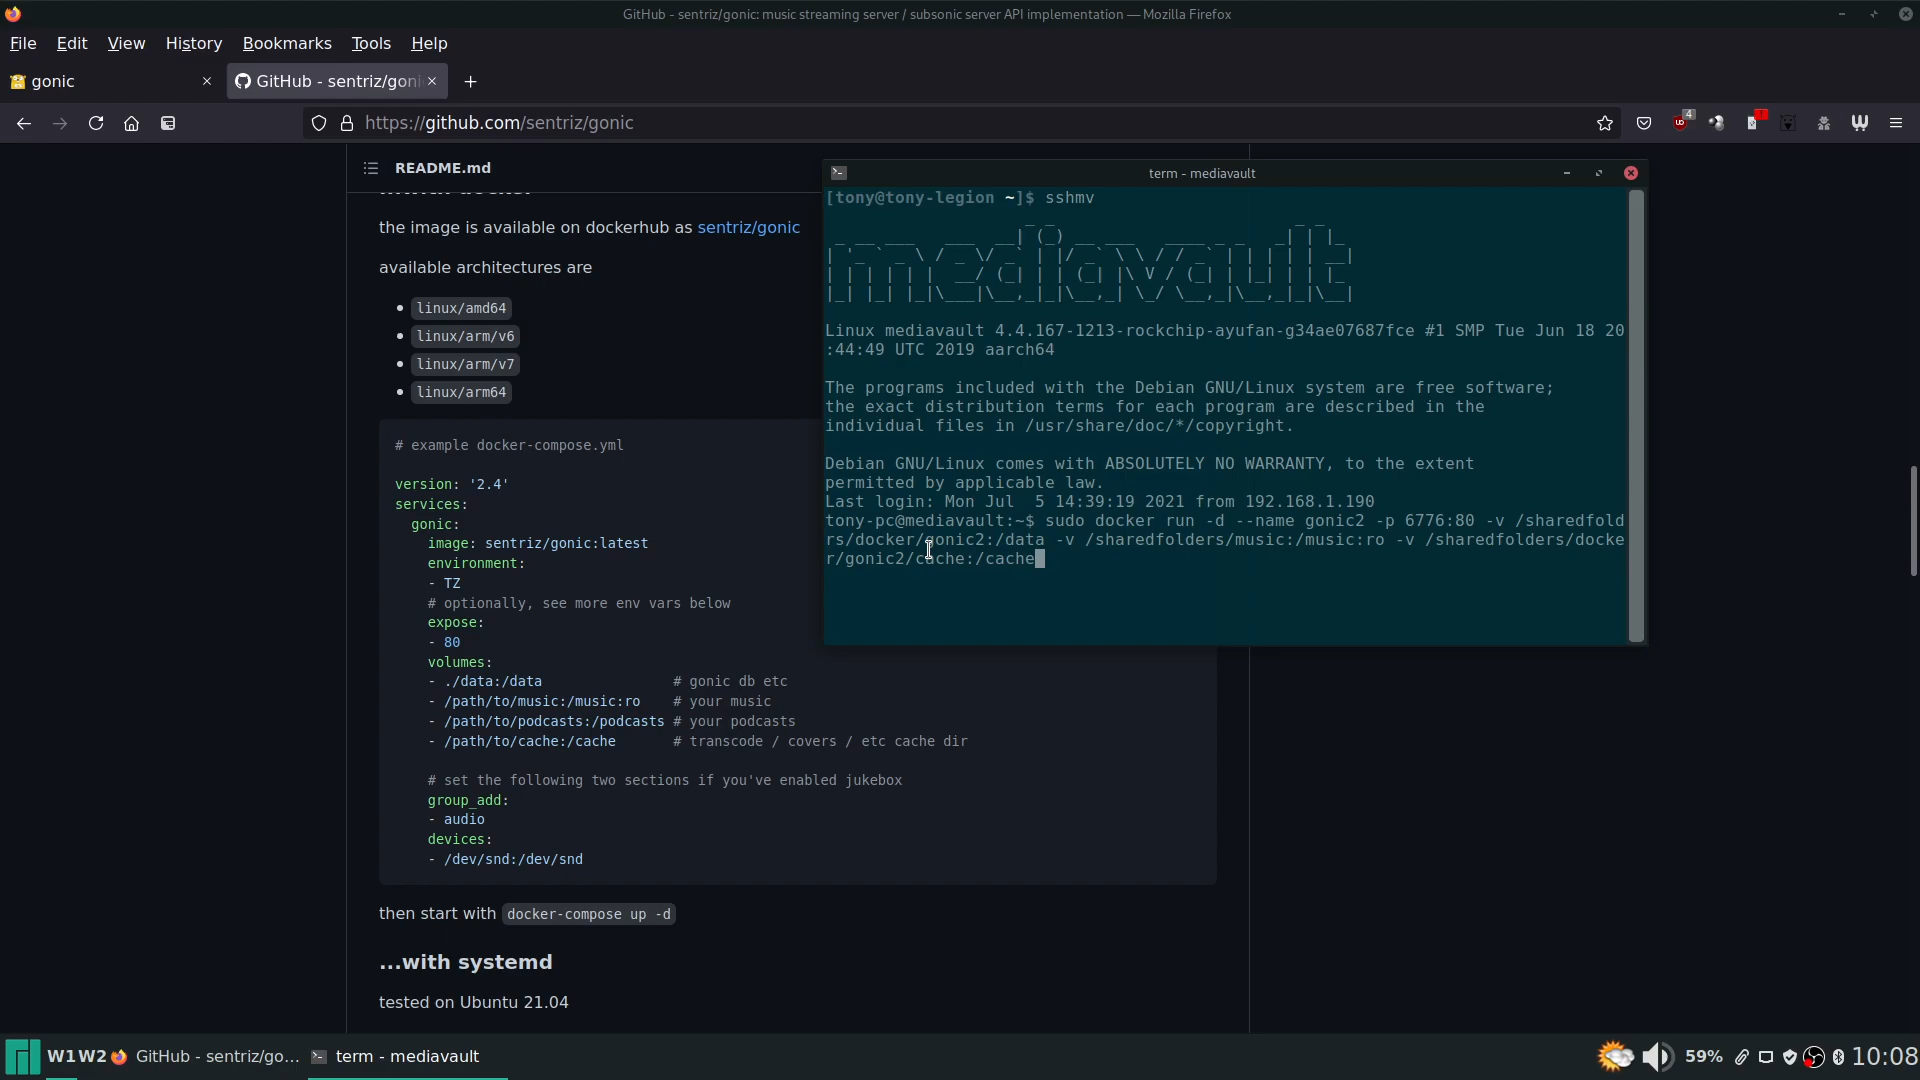 GitHub - sentriz/gonic: music streaming server / subsonic server API implementation — Mozilla Firefox
File Edit View History Bookmarks Tools Help
gonic
GitHub - sentriz/goni
https://github.com/sentriz/gonic
4
README.md
the image is available on dockerhub as sentriz/gonic
available architectures are
linux/amd64
linux/arm/v6
linux/arm/v7
linux/arm64
# example docker-compose.yml
version: '2.4'
services:
gonic:
image: sentriz/gonic:latest
environment:
- TZ
# optionally, see more env vars below
expose:
- 80
volumes:
- ./data:/data # gonic db etc
- /path/to/music:/music:ro # your music
- /path/to/podcasts:/podcasts # your podcasts
- /path/to/cache:/cache # transcode / covers / etc cache dir
# set the following two sections if you've enabled jukebox
group_add:
- audio
devices:
- /dev/snd:/dev/snd
then start with docker-compose up -d
...with systemd
tested on Ubuntu 21.04
term - mediavault
[tony@tony-legion ~]$ sshmv
mediavault
Linux mediavault 4.4.167-1213-rockchip-ayufan-g34ae07687fce #1 SMP Tue Jun 18 20
:44:49 UTC 2019 aarch64
The programs included with the Debian GNU/Linux system are free software;
the exact distribution terms for each program are described in the
individual files in /usr/share/doc/*/copyright.
Debian GNU/Linux comes with ABSOLUTELY NO WARRANTY, to the extent
permitted by applicable law.
Last login: Mon Jul  5 14:39:19 2021 from 192.168.1.190
tony-pc@mediavault:~$ sudo docker run -d --name gonic2 -p 6776:80 -v /sharedfold
rs/docker/gonic2:/data -v /sharedfolders/music:/music:ro -v /sharedfolders/docke
r/gonic2/cache:/cache
W1 W2 GitHub - sentriz/go... term - mediavault 59% 10:08